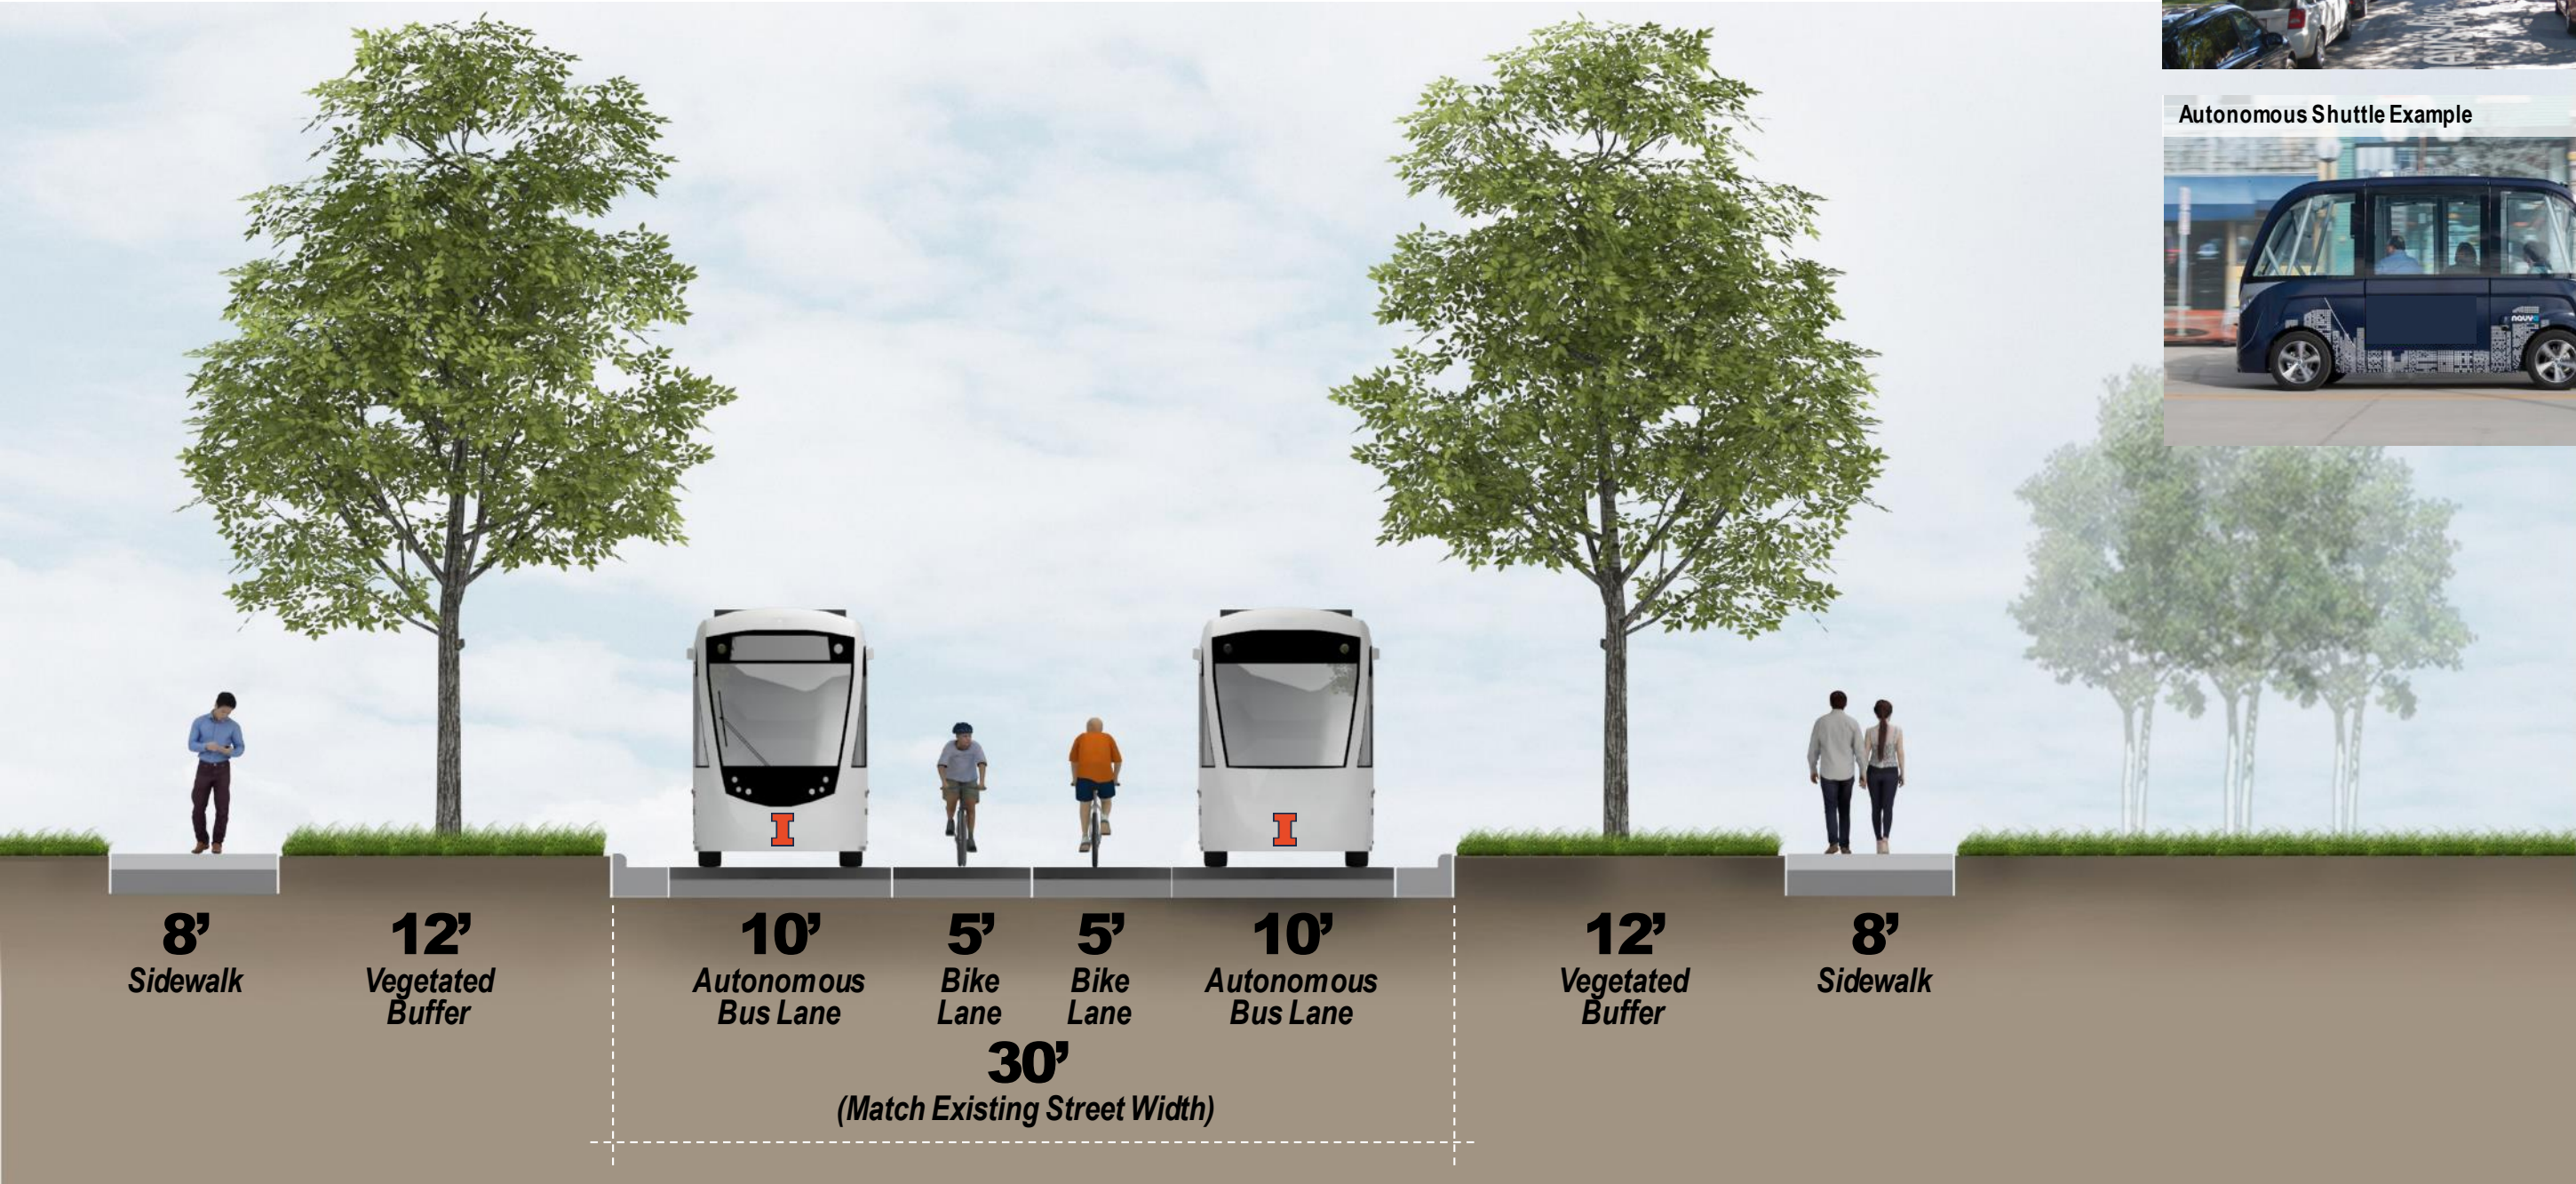 Autonomous Shuttle Example
navya
I
I
8’
12’
10’
5’
5’
10’
12’
8’
Sidewalk
Vegetated
Buffer
Autonomous
Bus Lane
Bike
Lane
Bike
Lane
Autonomous
Bus Lane
Vegetated
Buffer
Sidewalk
30’
(Match Existing Street Width)